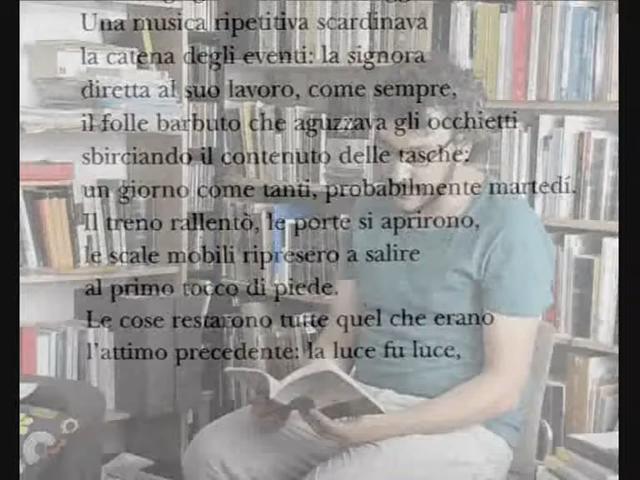 Una musica ripetitiva scardinava
la catena degli eventi: la signora
diretta al suo lavoro, come sempre,
il folle barbuto che aguzzava gli occhietti
sbirciando il contenuto delle tasche:
un giorno come tanti, probabilmente martedí.
Il treno rallentò, le porte si aprirono,
le scale mobili ripresero a salire
al primo tocco di piede.
Le cose restarono tutte quel che erano
l'attimo precedente: la luce fu luce,